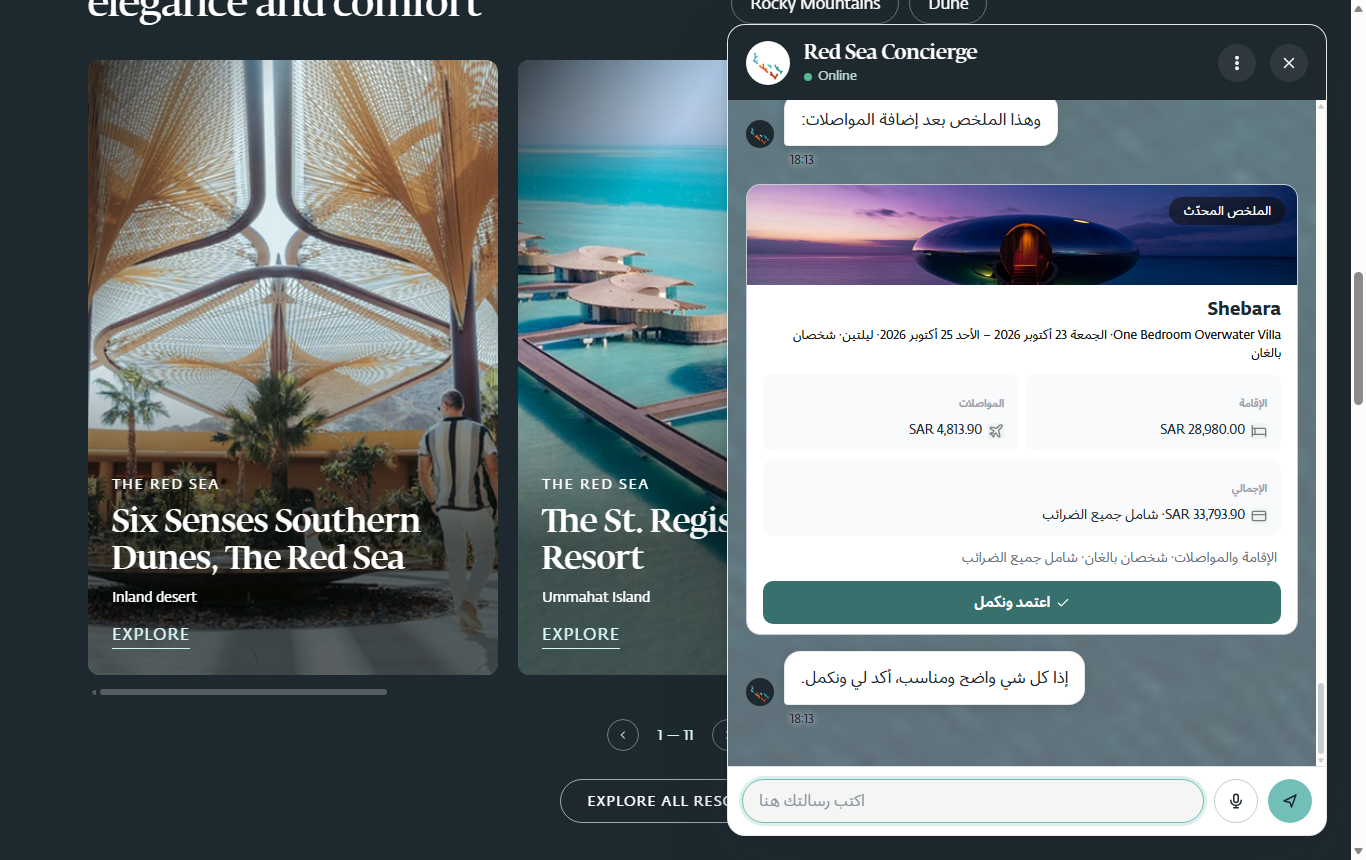 elegance and comfort
Rocky Mountains
Dune
THE RED SEA
Six Senses Southern
Dunes, The Red Sea
Inland desert
EXPLORE
THE RED SEA
The St. Regis
Resort
Ummahat Island
EXPLORE
1 — 11
EXPLORE ALL RESO
Red Sea Concierge
Online
وهذا الملخص بعد إضافة المواصلات:
18:13
الملخص المحدّث
Shebara
One Bedroom Overwater Villa· الجمعة 23 أكتوبر 2026 – الأحد 25 أكتوبر 2026· ليلتين· شخصان
بالغان
الإقامة
SAR 28,980.00
المواصلات
SAR 4,813.90
الإجمالي
SAR 33,793.90· شامل جميع الضرائب
الإقامة والمواصلات· شخصان بالغان· شامل جميع الضرائب
اعتمد ونكمل
إذا كل شي واضح ومناسب، أكد لي ونكمل.
18:13
اكتب رسالتك هنا